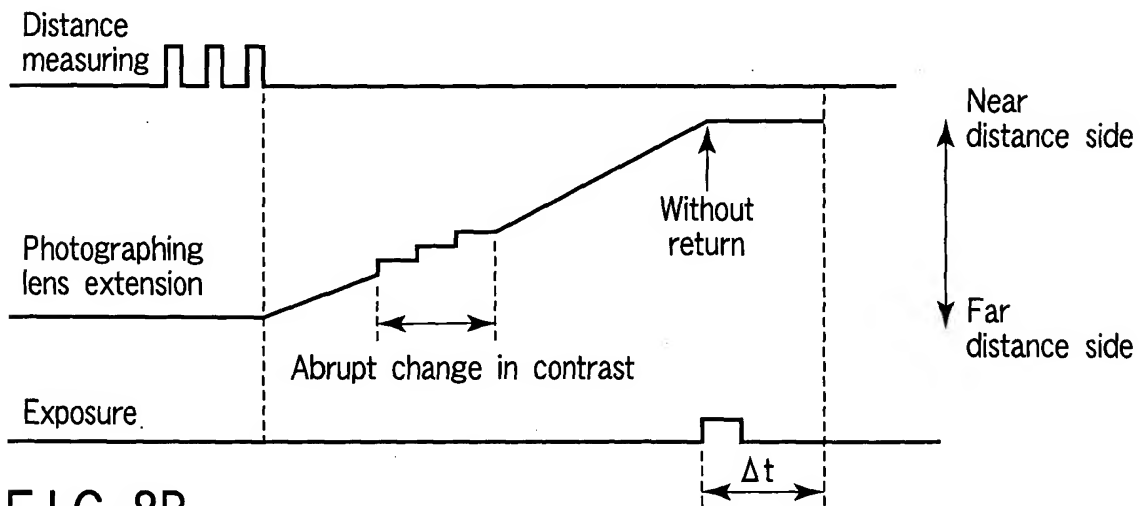 Distance
measuring
Near
distance side
Without
return
Photographing
lens extension
Far
distance side
Abrupt change in contrast
Exposure
Δt